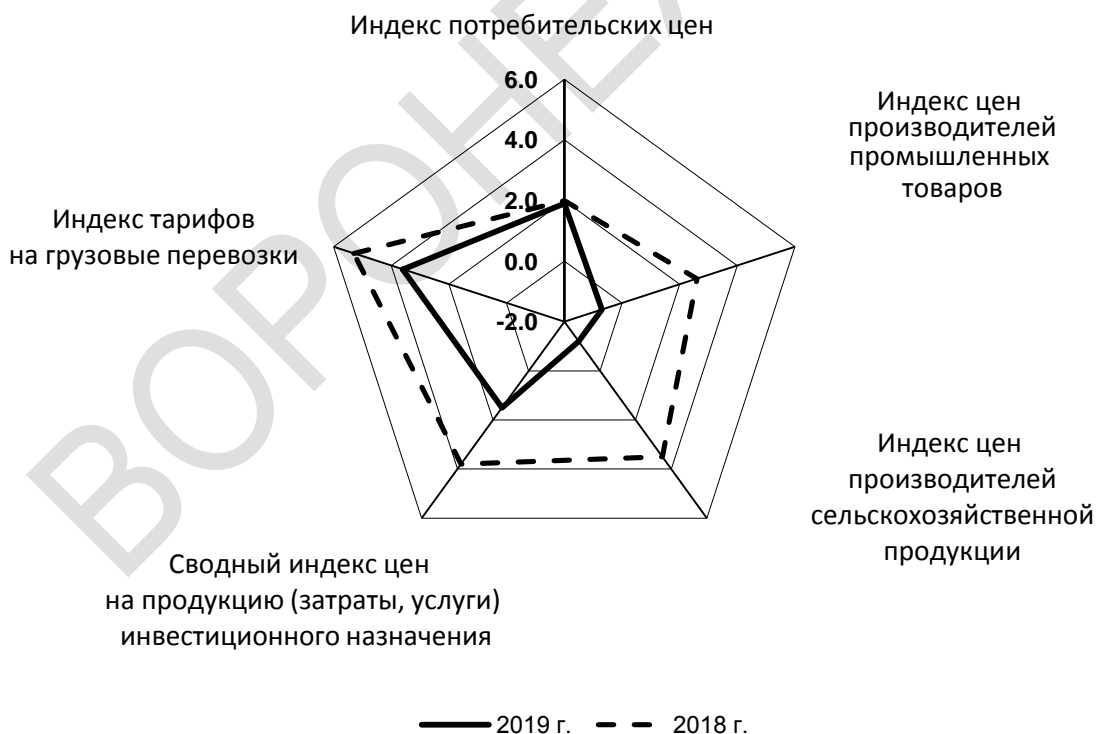 Индекс потребительских цен
6.0
4.0
2.0
0.0
-2.0
Индекс цен
производителей
промышленных
товаров
Индекс тарифов
на грузовые перевозки
Индекс цен
производителей
сельскохозяйственной
продукции
Сводный индекс цен
на продукцию (затраты, услуги)
инвестиционного назначения
2019 г.
2018 г.